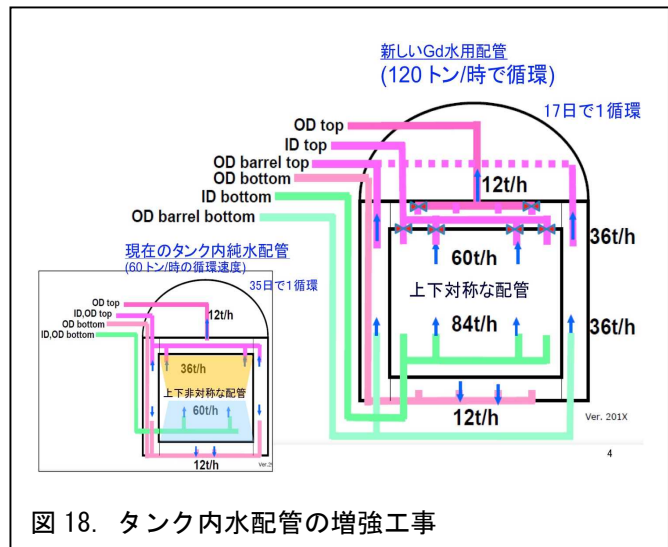 新しいGd水用配管
(120 トン/時で循環)
17日で1循環
OD top
ID top
OD barrel top
OD bottom
ID bottom
OD barrel bottom
12t/h
36t/h
60t/h
上下対称な配管
84t/h
36t/h
12t/h
Ver. 201X
4
現在のタンク内純水配管
(60 トン/時の循環速度)
35日で1循環
OD top
ID,OD top
OD bottom
ID,OD bottom
12t/h
36t/h
上下非対称な配管
60t/h
12t/h
図 18. タンク内水配管の増強工事